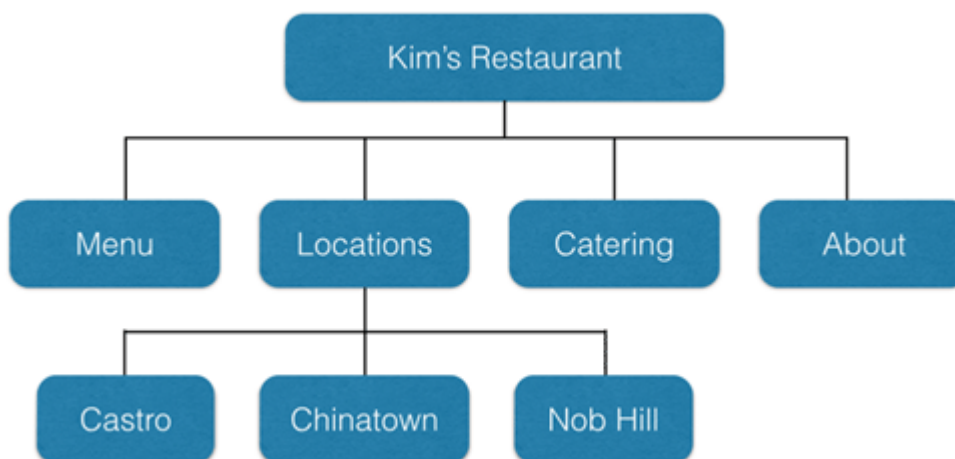 Kim's Restaurant
Menu
Locations
Catering
About
Castro
Chinatown
Nob Hill